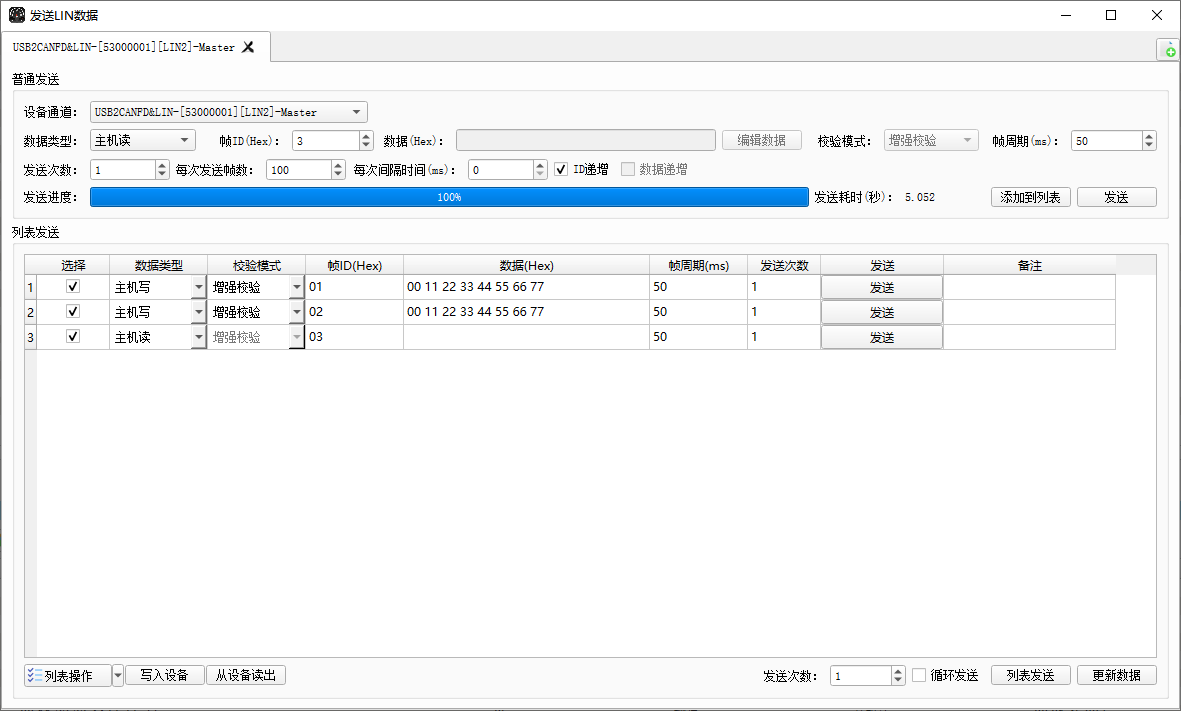 发送LIN数据
USB2CANFD&LIN-[53000001][LIN2]-Master
普通发送
设备通道: USB2CANFD&LIN-[53000001][LIN2]-Master
数据类型: 主机读 帧ID(Hex): 3 数据(Hex): 编辑数据 校验模式: 增强校验 帧周期(ms): 50
发送次数: 1 每次发送帧数: 100 每次间隔时间(ms): 0 ID递增 数据递增
发送进度: 100% 发送耗时(秒): 5.052 添加到列表 发送
列表发送
选择 数据类型 校验模式 帧ID(Hex) 数据(Hex) 帧周期(ms) 发送次数 发送 备注
1 主机写 增强校验 01 00 11 22 33 44 55 66 77 50 1 发送
2 主机写 增强校验 02 00 11 22 33 44 55 66 77 50 1 发送
3 主机读 增强校验 03 50 1 发送
列表操作 写入设备 从设备读出 发送次数: 1 循环发送 列表发送 更新数据